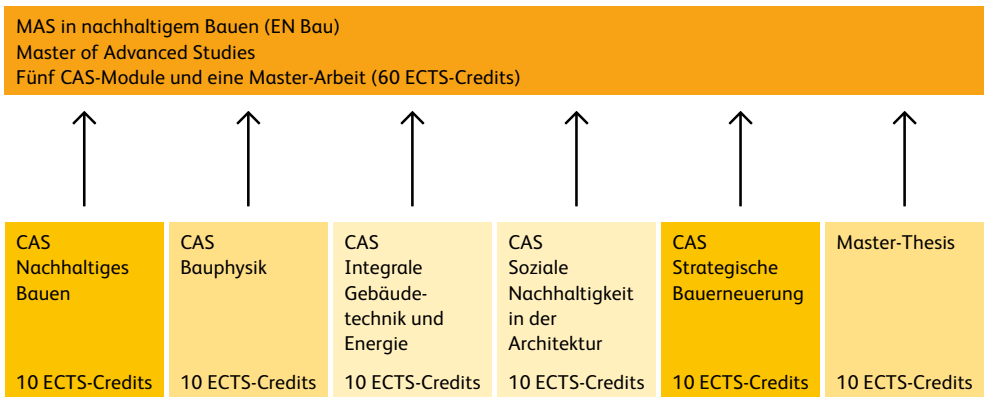 MAS in nachhaltigem Bauen (EN Bau)
Master of Advanced Studies
Fünf CAS-Module und eine Master-Arbeit (60 ECTS-Credits)
CAS
Nachhaltiges
Bauen
10 ECTS-Credits
CAS
Bauphysik
10 ECTS-Credits
CAS
Integrale
Gebäude-
technik und
Energie
10 ECTS-Credits
CAS
Soziale
Nachhaltigkeit
in der
Architektur
10 ECTS-Credits
CAS
Strategische
Bauerneuerung
10 ECTS-Credits
Master-Thesis
10 ECTS-Credits